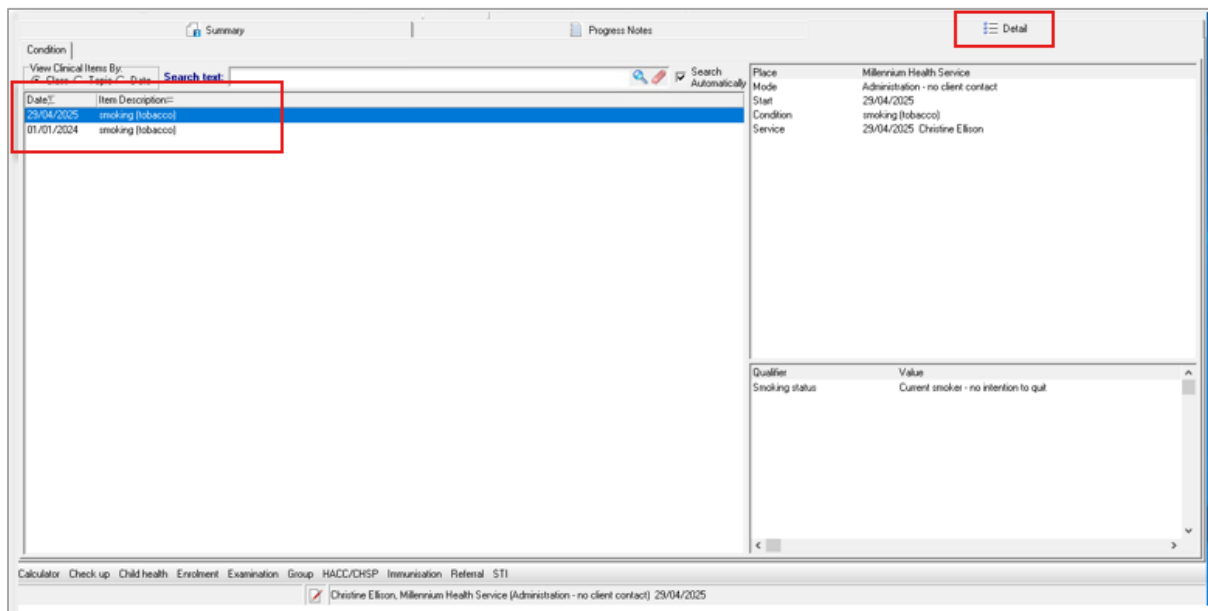 Summary
Progress Notes
Detail
Condition
View Clinical Items By:
Class Topic Date
Search text:
Search Automatically
Date
Item Description
29/04/2025 smoking (tobacco)
01/01/2024 smoking (tobacco)
Place Millennium Health Service
Mode Administration - no client contact
Start 29/04/2025
Condition smoking (tobacco)
Service 29/04/2025 Christine Ellison
Qualifier Value
Smoking status Current smoker - no intention to quit
Calculator Check up Child health Enrolment Examination Group HACC/CHSP Immunisation Referral STI
Christine Ellison, Millennium Health Service (Administration - no client contact) 29/04/2025